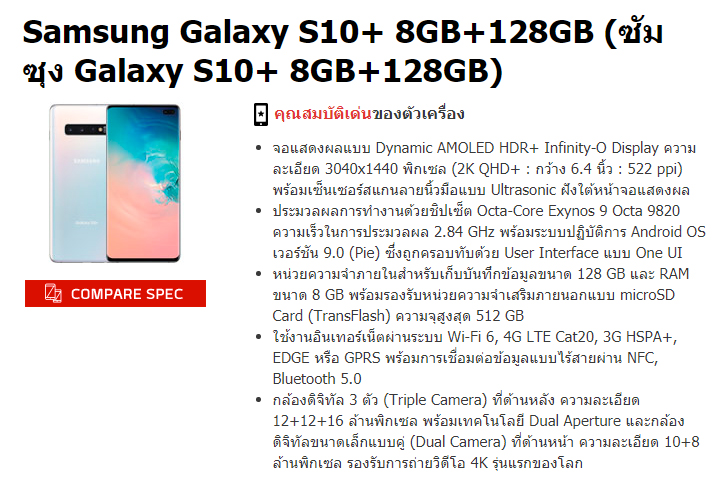 Samsung Galaxy S10+ 8GB+128GB (ซัม
ซุง Galaxy S10+ 8GB+128GB)
คุณสมบัติเด่นของตัวเครื่อง
• จอแสดงผลแบบ Dynamic AMOLED HDR+ Infinity-O Display ความ
ละเอียด 3040x1440 พิกเซล (2K QHD+ : กว้าง 6.4 นิ้ว : 522 ppi)
พร้อมเซ็นเซอร์สแกนลายนิ้วมือแบบ Ultrasonic ฝังใต้หน้าจอแสดงผล
• ประมวลผลการทำงานด้วยชิปเซ็ต Octa-Core Exynos 9 Octa 9820
ความเร็วในการประมวลผล 2.84 GHz พร้อมระบบปฏิบัติการ Android OS
เวอร์ชัน 9.0 (Pie) ซึ่งถูกครอบทับด้วย User Interface แบบ One UI
• หน่วยความจำภายในสำหรับเก็บบันทึกข้อมูลขนาด 128 GB และ RAM
ขนาด 8 GB พร้อมรองรับหน่วยความจำเสริมภายนอกแบบ microSD
Card (TransFlash) ความจุสูงสุด 512 GB
• ใช้งานอินเทอร์เน็ตผ่านระบบ Wi-Fi 6, 4G LTE Cat20, 3G HSPA+,
EDGE หรือ GPRS พร้อมการเชื่อมต่อข้อมูลแบบไร้สายผ่าน NFC,
Bluetooth 5.0
• กล้องดิจิทัล 3 ตัว (Triple Camera) ที่ด้านหลัง ความละเอียด
12+12+16 ล้านพิกเซล พร้อมเทคโนโลยี Dual Aperture และกล้อง
ดิจิทัลขนาดเล็กแบบคู่ (Dual Camera) ที่ด้านหน้า ความละเอียด 10+8
ล้านพิกเซล รองรับการถ่ายวิดีโอ 4K รุ่นแรกของโลก
SAMSUNG
COMPARE SPEC